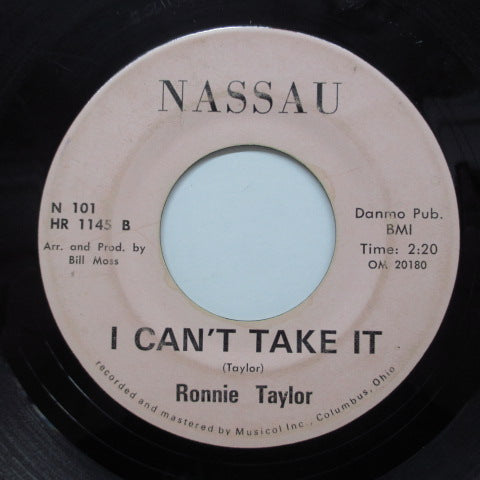 NASSAU
N 101
HR 1145 B
Arr. and Prod. by
Bill Moss
Danmo Pub.
BMI
Time: 2:20
OM 20180
I CAN'T TAKE IT
(Taylor)
Ronnie Taylor
recorded and mastered by Musicol Inc., Columbus, Ohio